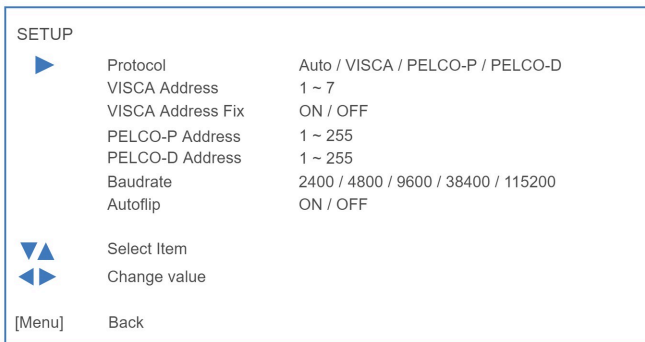 SETUP
Protocol Auto / VISCA / PELCO-P / PELCO-D
VISCA Address 1 ~ 7
VISCA Address Fix ON / OFF
PELCO-P Address 1 ~ 255
PELCO-D Address 1 ~ 255
Baudrate 2400 / 4800 / 9600 / 38400 / 115200
Autoflip ON / OFF
Select Item
Change value
[Menu] Back